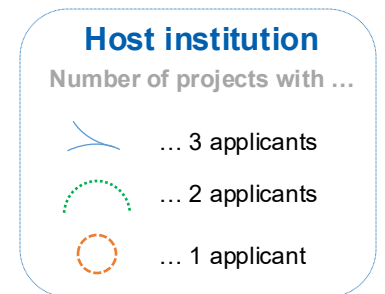 Host institution
Number of projects with …
… 3 applicants
… 2 applicants
… 1 applicant